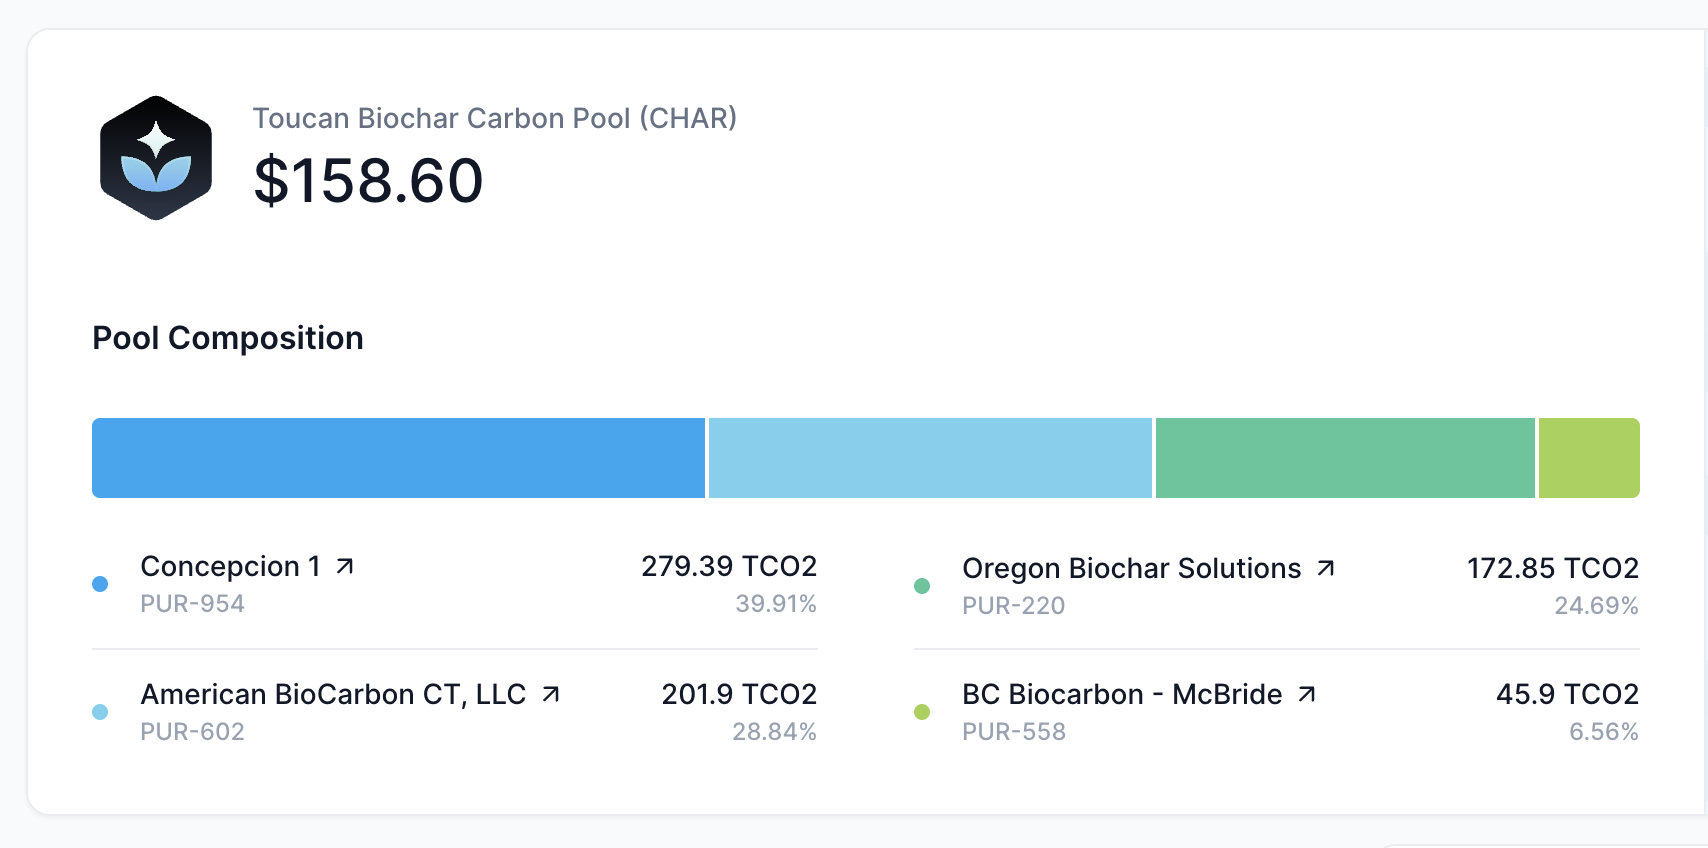 Toucan Biochar Carbon Pool (CHAR)
$158.60
Pool Composition
Concepcion 1 ↗ 279.39 TCO2
PUR-954 39.91%
American BioCarbon CT, LLC ↗ 201.9 TCO2
PUR-602 28.84%
Oregon Biochar Solutions ↗ 172.85 TCO2
PUR-220 24.69%
BC Biocarbon - McBride ↗ 45.9 TCO2
PUR-558 6.56%